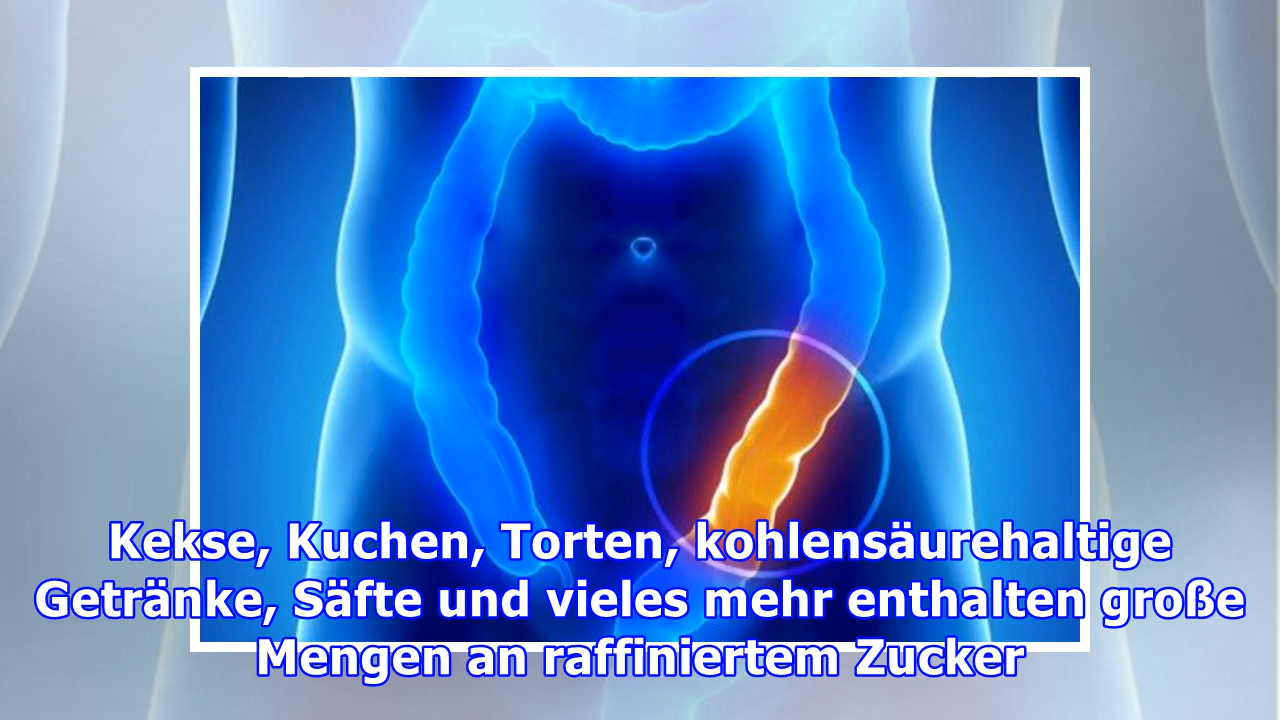 Kekse, Kuchen, Torten, kohlensäurehaltige
Getränke, Säfte und vieles mehr enthalten große
Mengen an raffiniertem Zucker